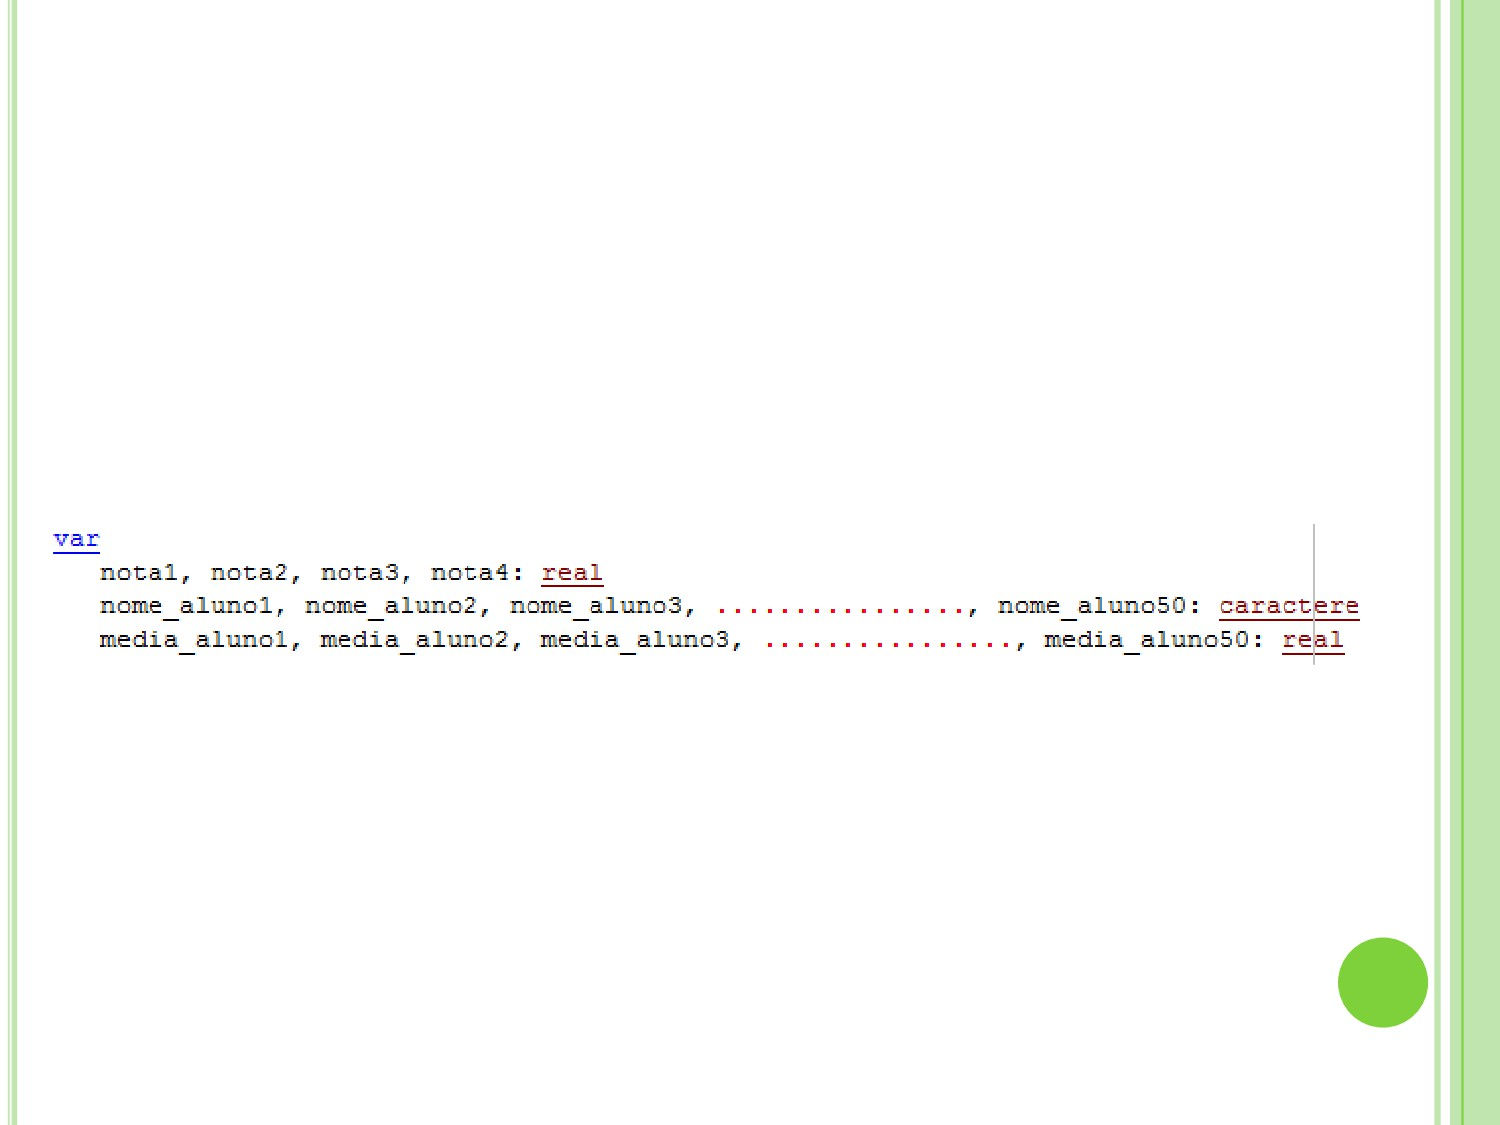 var
nota1, nota2, nota3, nota4: real
nome_aluno1, nome_aluno2, nome_aluno3, ................, nome_aluno50: caractere
media_aluno1, media_aluno2, media_aluno3, ................, media_aluno50: real